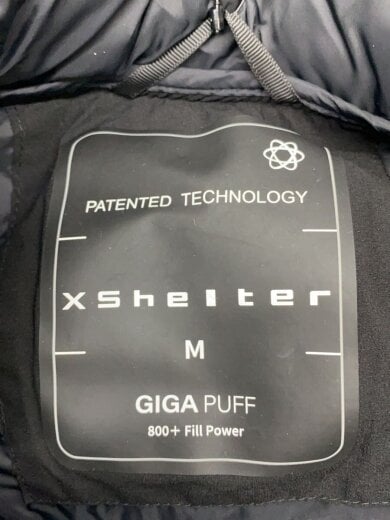 PATENTED TECHNOLOGY
xShelter
M
GIGA PUFF
800+ Fill Power